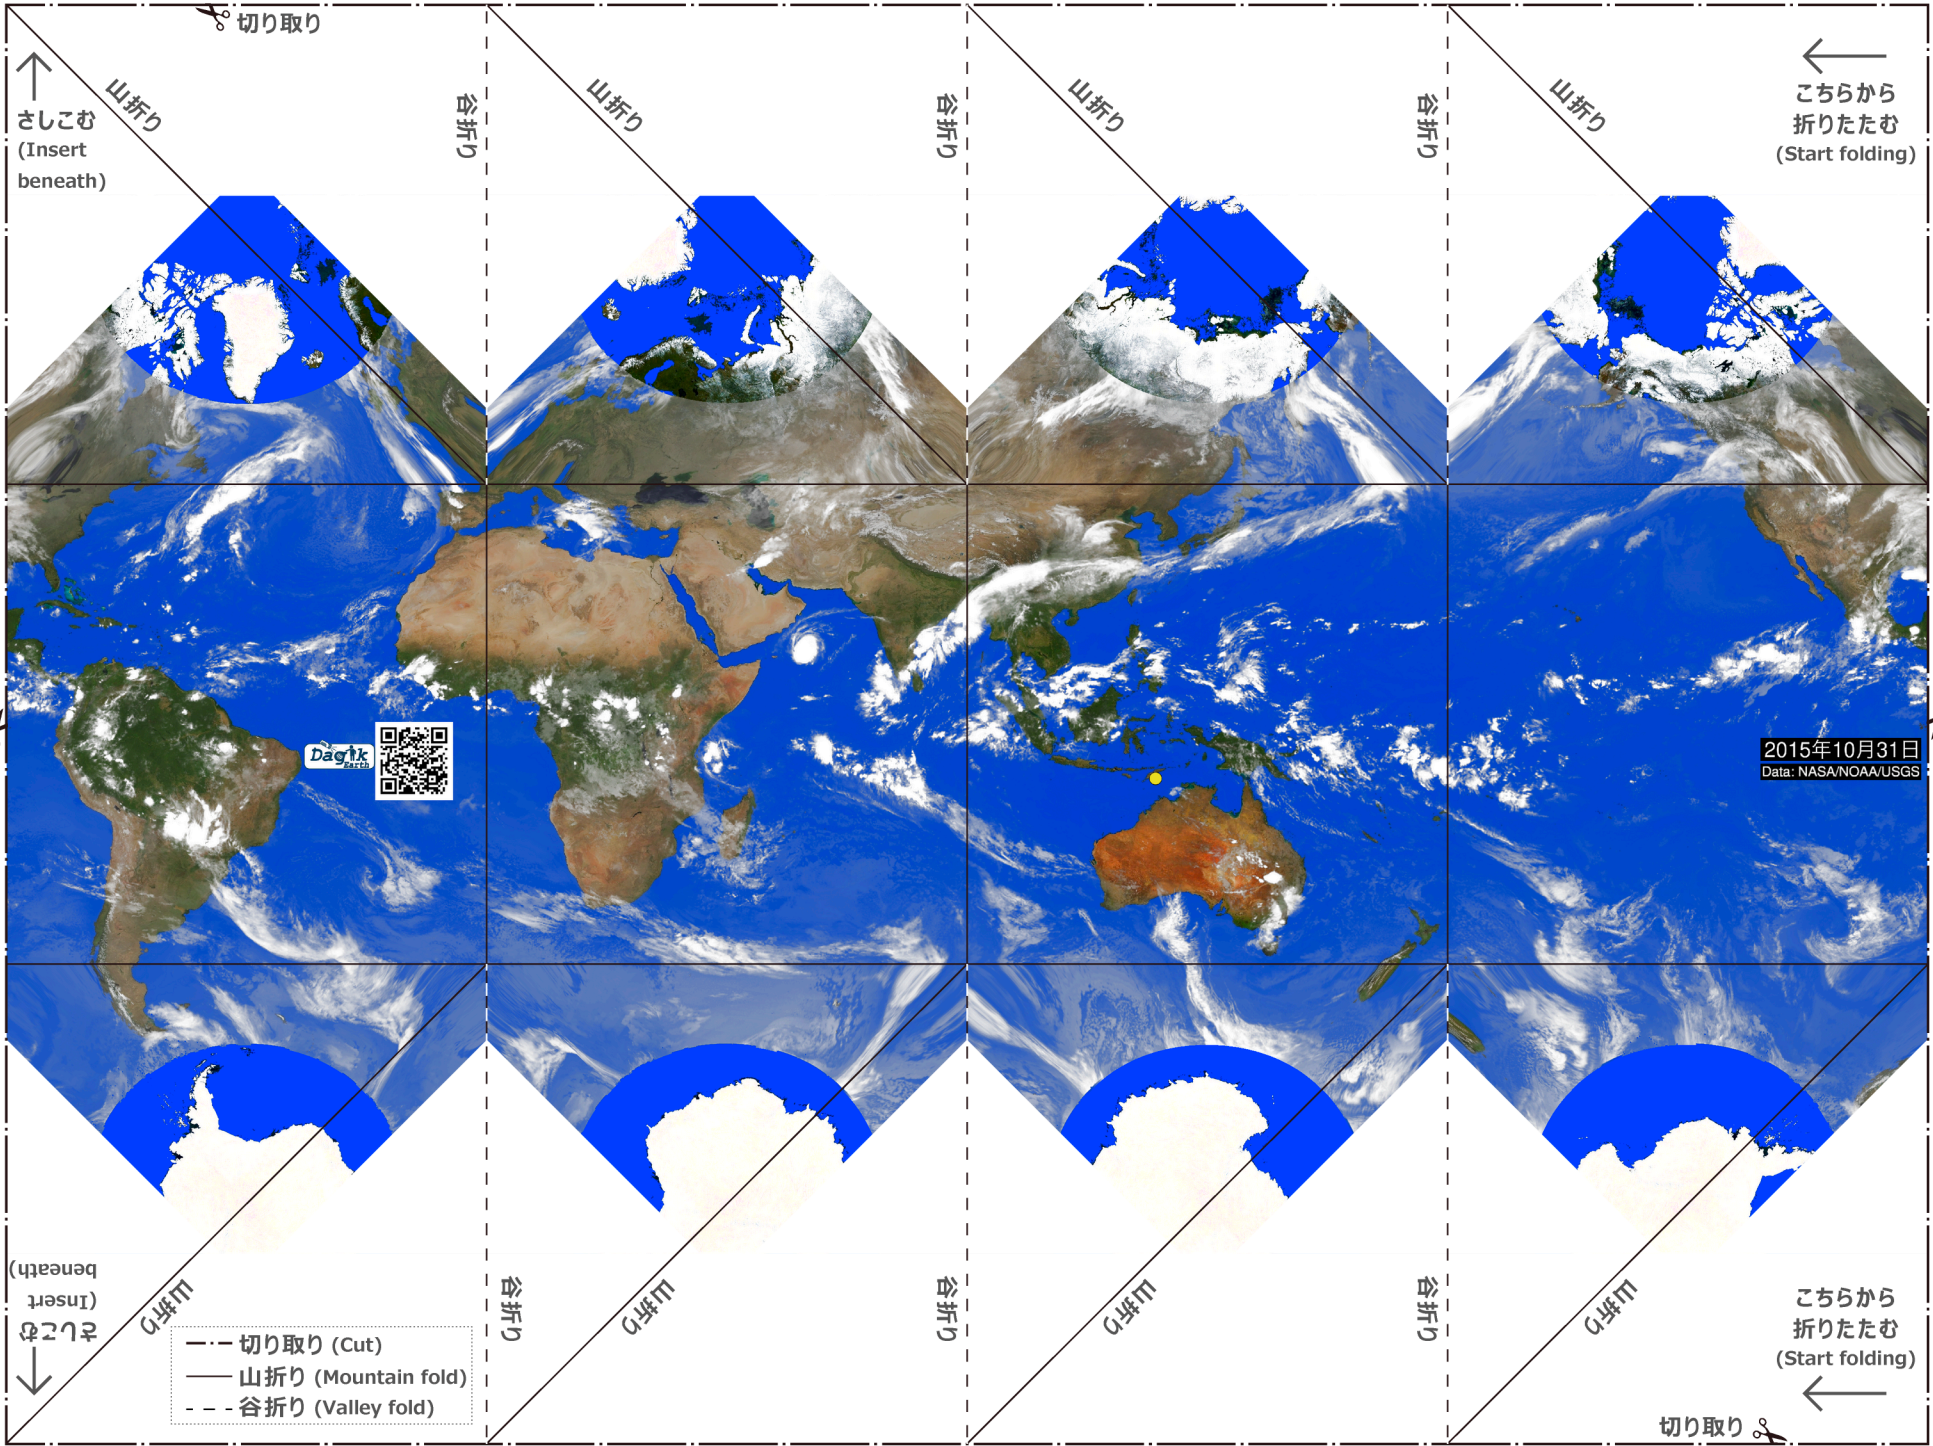 切り取り
さしこむ
(Insert
beneath)
山折り
谷折り
山折り
谷折り
山折り
谷折り
山折り
こちらから
折りたたむ
(Start folding)
Dagik
Earth
2015年10月31日
Data: NASA/NOAA/USGS
さしこむ
(Insert
beneath)
山折り
谷折り
山折り
谷折り
山折り
谷折り
山折り
こちらから
折りたたむ
(Start folding)
切り取り (Cut)
山折り (Mountain fold)
谷折り (Valley fold)
切り取り